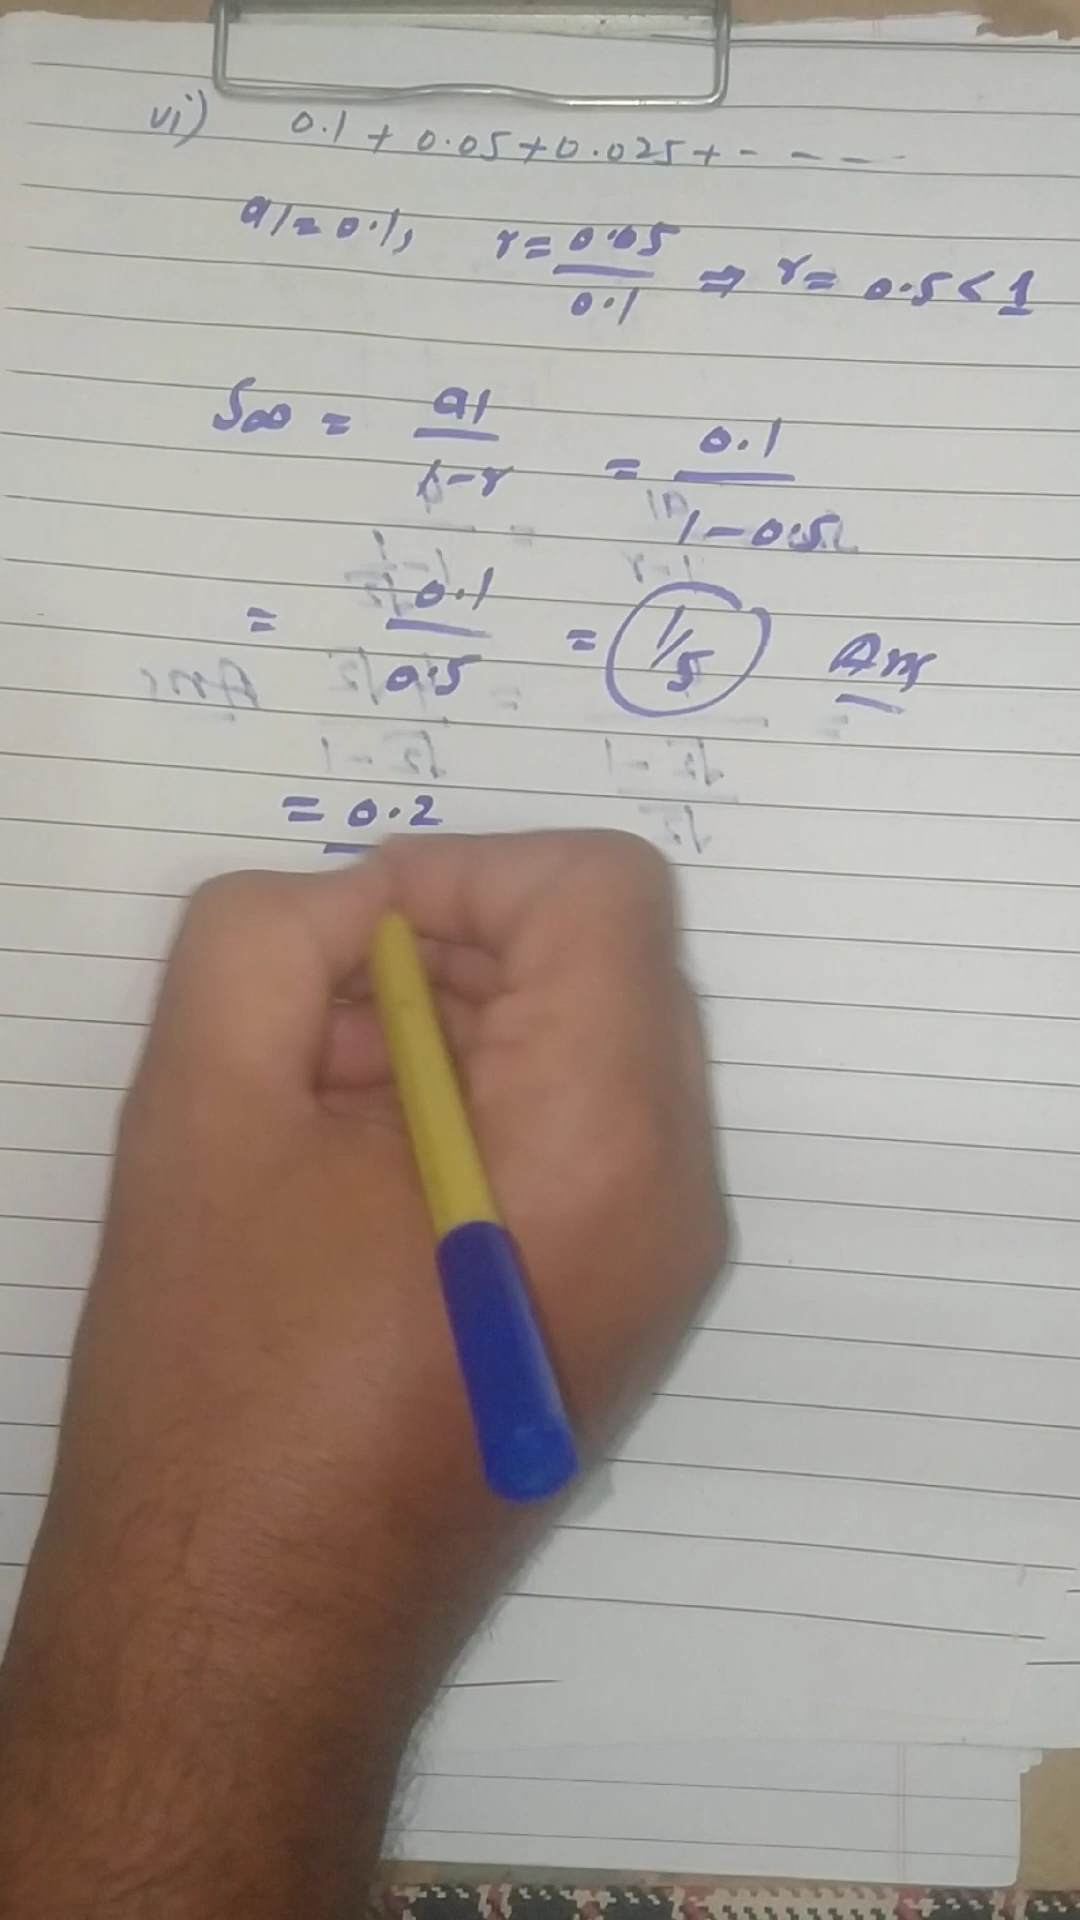 vi) 0.1 + 0.05 + 0.025 + - - - -
a1 = 0.1, r = 0.05/0.1 ⇒ r = 0.5 < 1
S∞ = a1/1-r = 0.1/1-0.5
= 0.1/0.5 = 1/5 Ans
= 0.2